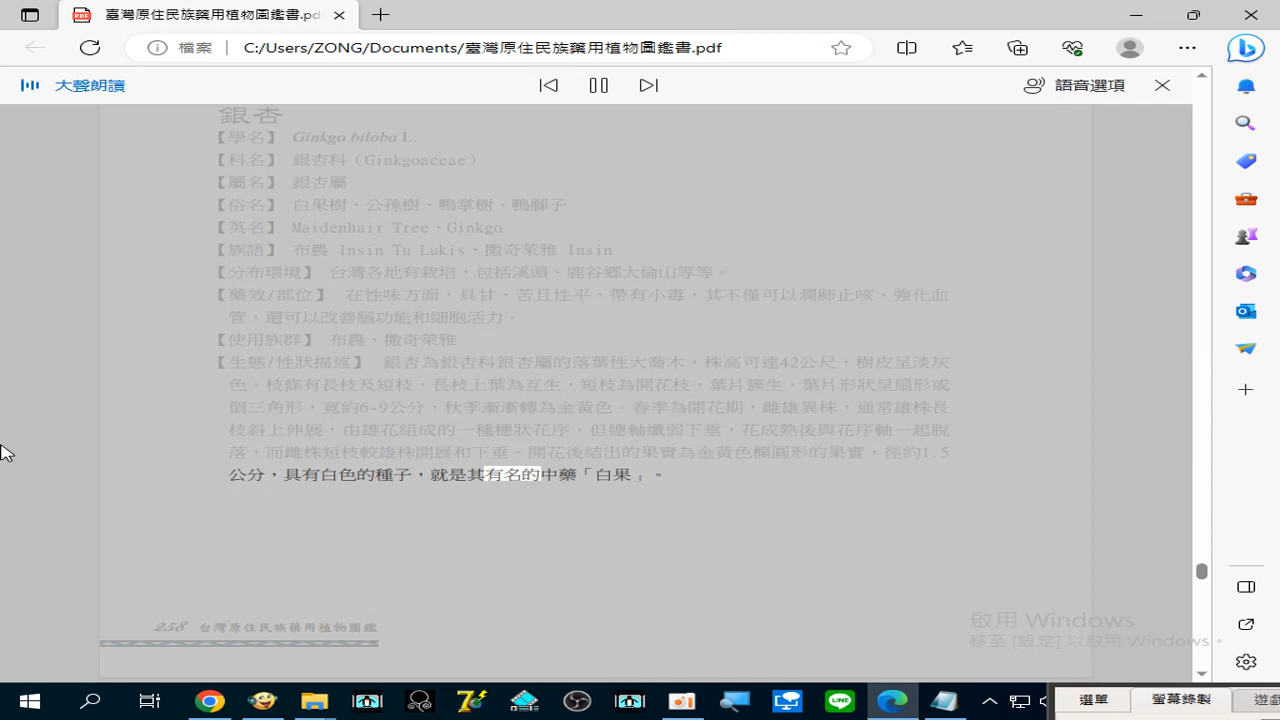 臺灣原住民族藥用植物圖鑑書.pd
檔案
C:/Users/ZONG/Documents/臺灣原住民族藥用植物圖鑑書.pdf
大聲朗讀
語音選項
銀杏
【學名】 Ginkgo biloba L.
【科名】 銀杏科（Ginkgoaceae）
【屬名】 銀杏屬
【俗名】 白果樹、公孫樹、鴨掌樹、鴨腳子
【英名】 Maidenhair Tree、Ginkgo
【族語】 布農 Insin Tu Lukis、撒奇萊雅 Insin
【分布環境】 台灣各地有栽培，包括溪頭、鹿谷鄉大崙山等等。
【藥效/部位】 在性味方面，具甘、苦且性平，帶有小毒，其不僅可以潤肺止咳、強化血
管，還可以改善腦功能和細胞活力。
【使用族群】 布農、撒奇萊雅
【生態/性狀描述】 銀杏為銀杏科銀杏屬的落葉性大喬木，株高可達42公尺，樹皮呈淡灰
色。枝條有長枝及短枝，長枝上葉為互生，短枝為開花枝，葉片簇生，葉片形狀呈扇形或
倒三角形，寬約6-9公分，秋季漸漸轉為金黃色。春季為開花期，雌雄異株，通常雄株長
枝斜上伸展，由雄花組成的一種穗狀花序，但總軸纖弱下垂，花成熟後與花序軸一起脫
落，而雌株短枝較雄株開展和下垂。開花後結出的果實為金黃色橢圓形的果實，徑約1.5
公分，具有白色的種子，就是其有名的中藥「白果」。
258 台灣原住民族藥用植物圖鑑
啟用 Windows
移至 [設定] 以啟用 Windows。
選單
螢幕錄製